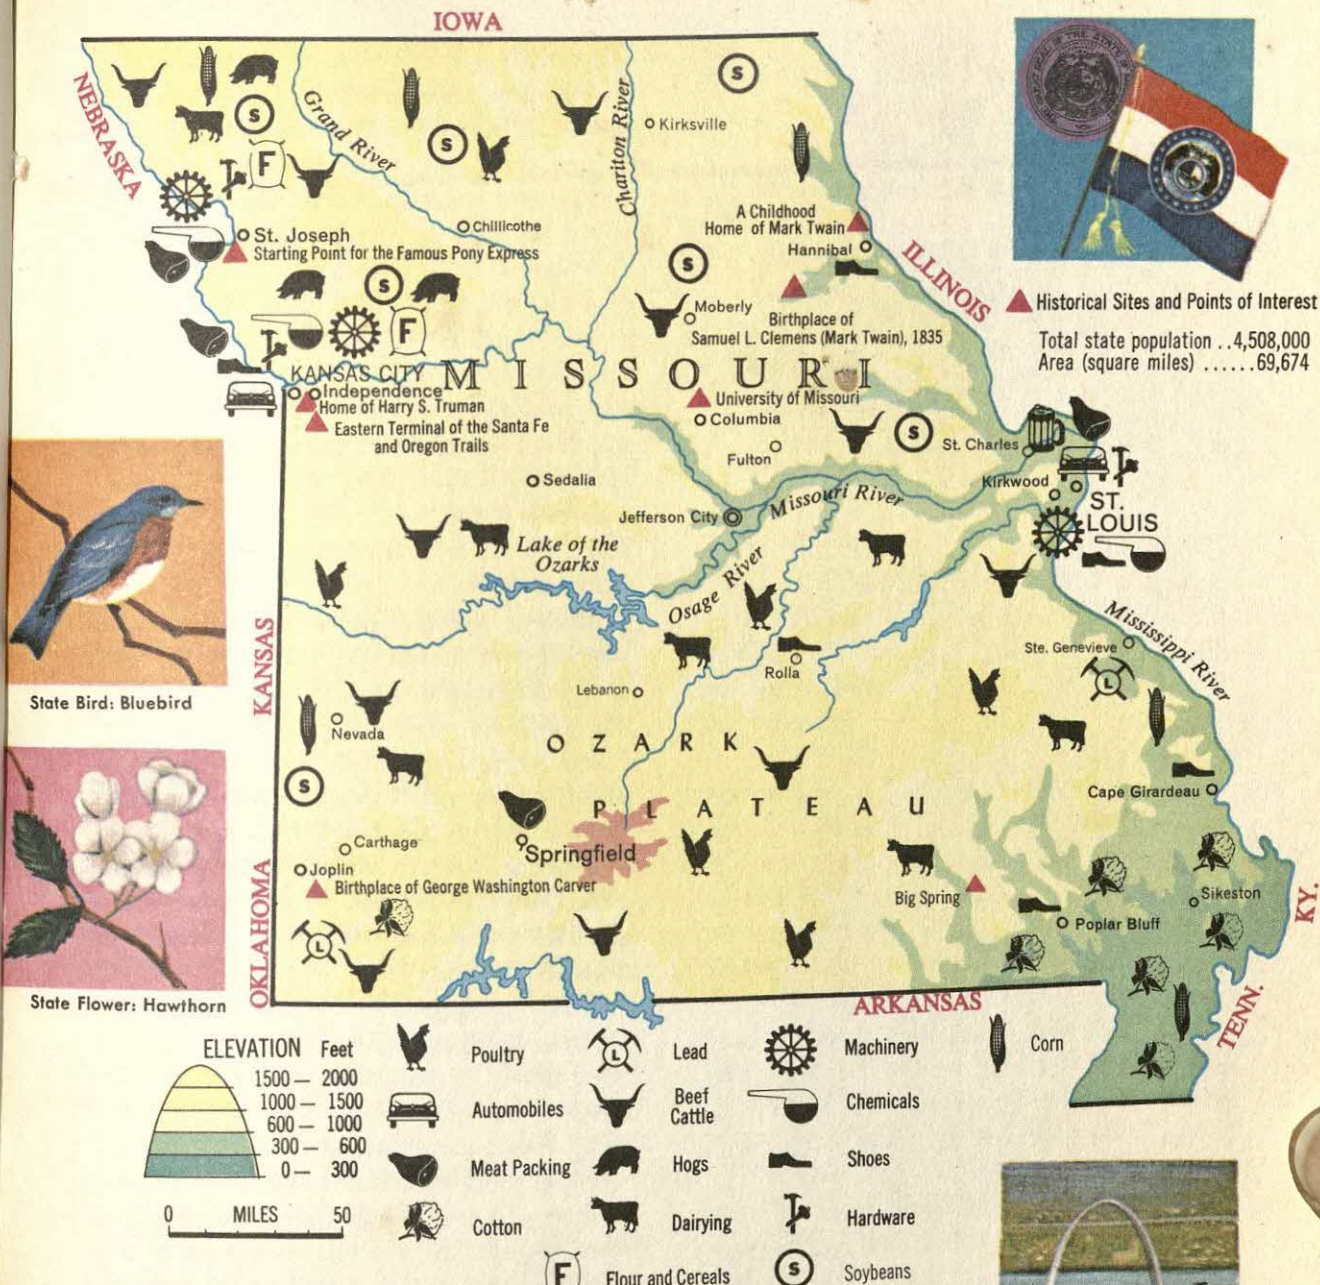 IOWA
NEBRASKA
Grand River
Chariton River
S
Kirksville
S
S
F
Chillicothe
A Childhood
Home of Mark Twain
Hannibal
ILLINOIS
St. Joseph
Starting Point for the Famous Pony Express
S
S
F
Moberly
Birthplace of
Samuel L. Clemens (Mark Twain), 1835
Historical Sites and Points of Interest
Total state population . . 4,508,000
Area (square miles) . . . . . . 69,674
KANSAS CITY
MISSOURI
Independence
Home of Harry S. Truman
Eastern Terminal of the Santa Fe
and Oregon Trails
University of Missouri
Columbia
S
Fulton
St. Charles
Sedalia
Kirkwood
ST.
LOUIS
Jefferson City
Missouri River
Lake of the
Ozarks
Osage River
Mississippi River
KANSAS
Ste. Genevieve
L
Rolla
Lebanon
State Bird: Bluebird
Nevada
OZARK
PLATEAU
S
Cape Girardeau
Carthage
Springfield
Joplin
Birthplace of George Washington Carver
Big Spring
Sikeston
KY.
Poplar Bluff
OKLAHOMA
L
State Flower: Hawthorn
ARKANSAS
TENN.
ELEVATION Feet
1500 — 2000
1000 — 1500
600 — 1000
300 — 600
0 — 300
0 MILES 50
Poultry
L
Lead
Machinery
Corn
Automobiles
Beef
Cattle
Chemicals
Meat Packing
Hogs
Shoes
Cotton
Dairying
Hardware
F
Flour and Cereals
S
Soybeans